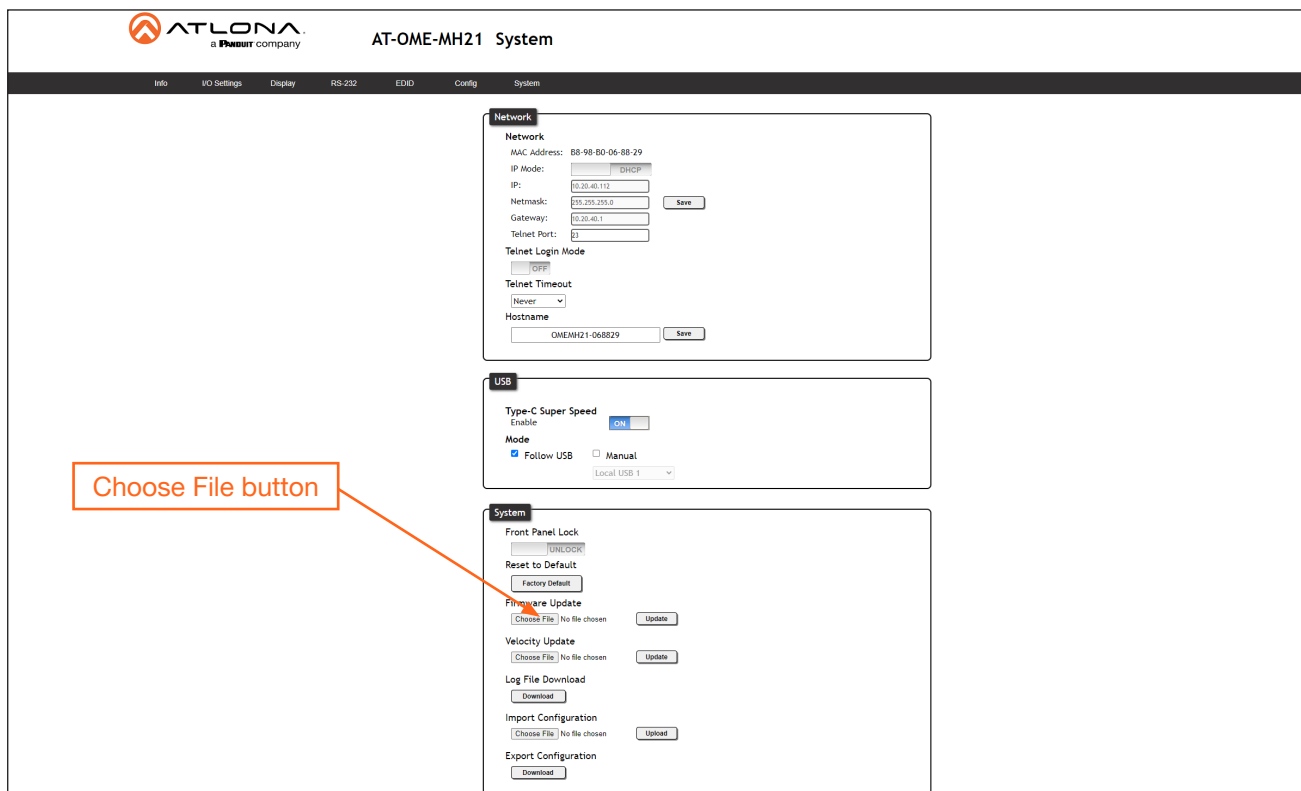 ATLONA.
a PANDUIT company
AT-OME-MH21 System
Info I/O Settings Display RS-232 EDID Config System
Network
Network
MAC Address: B8-98-B0-06-88-29
IP Mode: DHCP
IP: 10.20.40.112
Netmask: 255.255.255.0 Save
Gateway: 10.20.40.1
Telnet Port: 23
Telnet Login Mode
OFF
Telnet Timeout
Never
Hostname
OMEMH21-068829 Save
USB
Type-C Super Speed
Enable ON
Mode
Follow USB Manual
Local USB 1
Choose File button
System
Front Panel Lock
UNLOCK
Reset to Default
Factory Default
Firmware Update
Choose File No file chosen Update
Velocity Update
Choose File No file chosen Update
Log File Download
Download
Import Configuration
Choose File No file chosen Upload
Export Configuration
Download